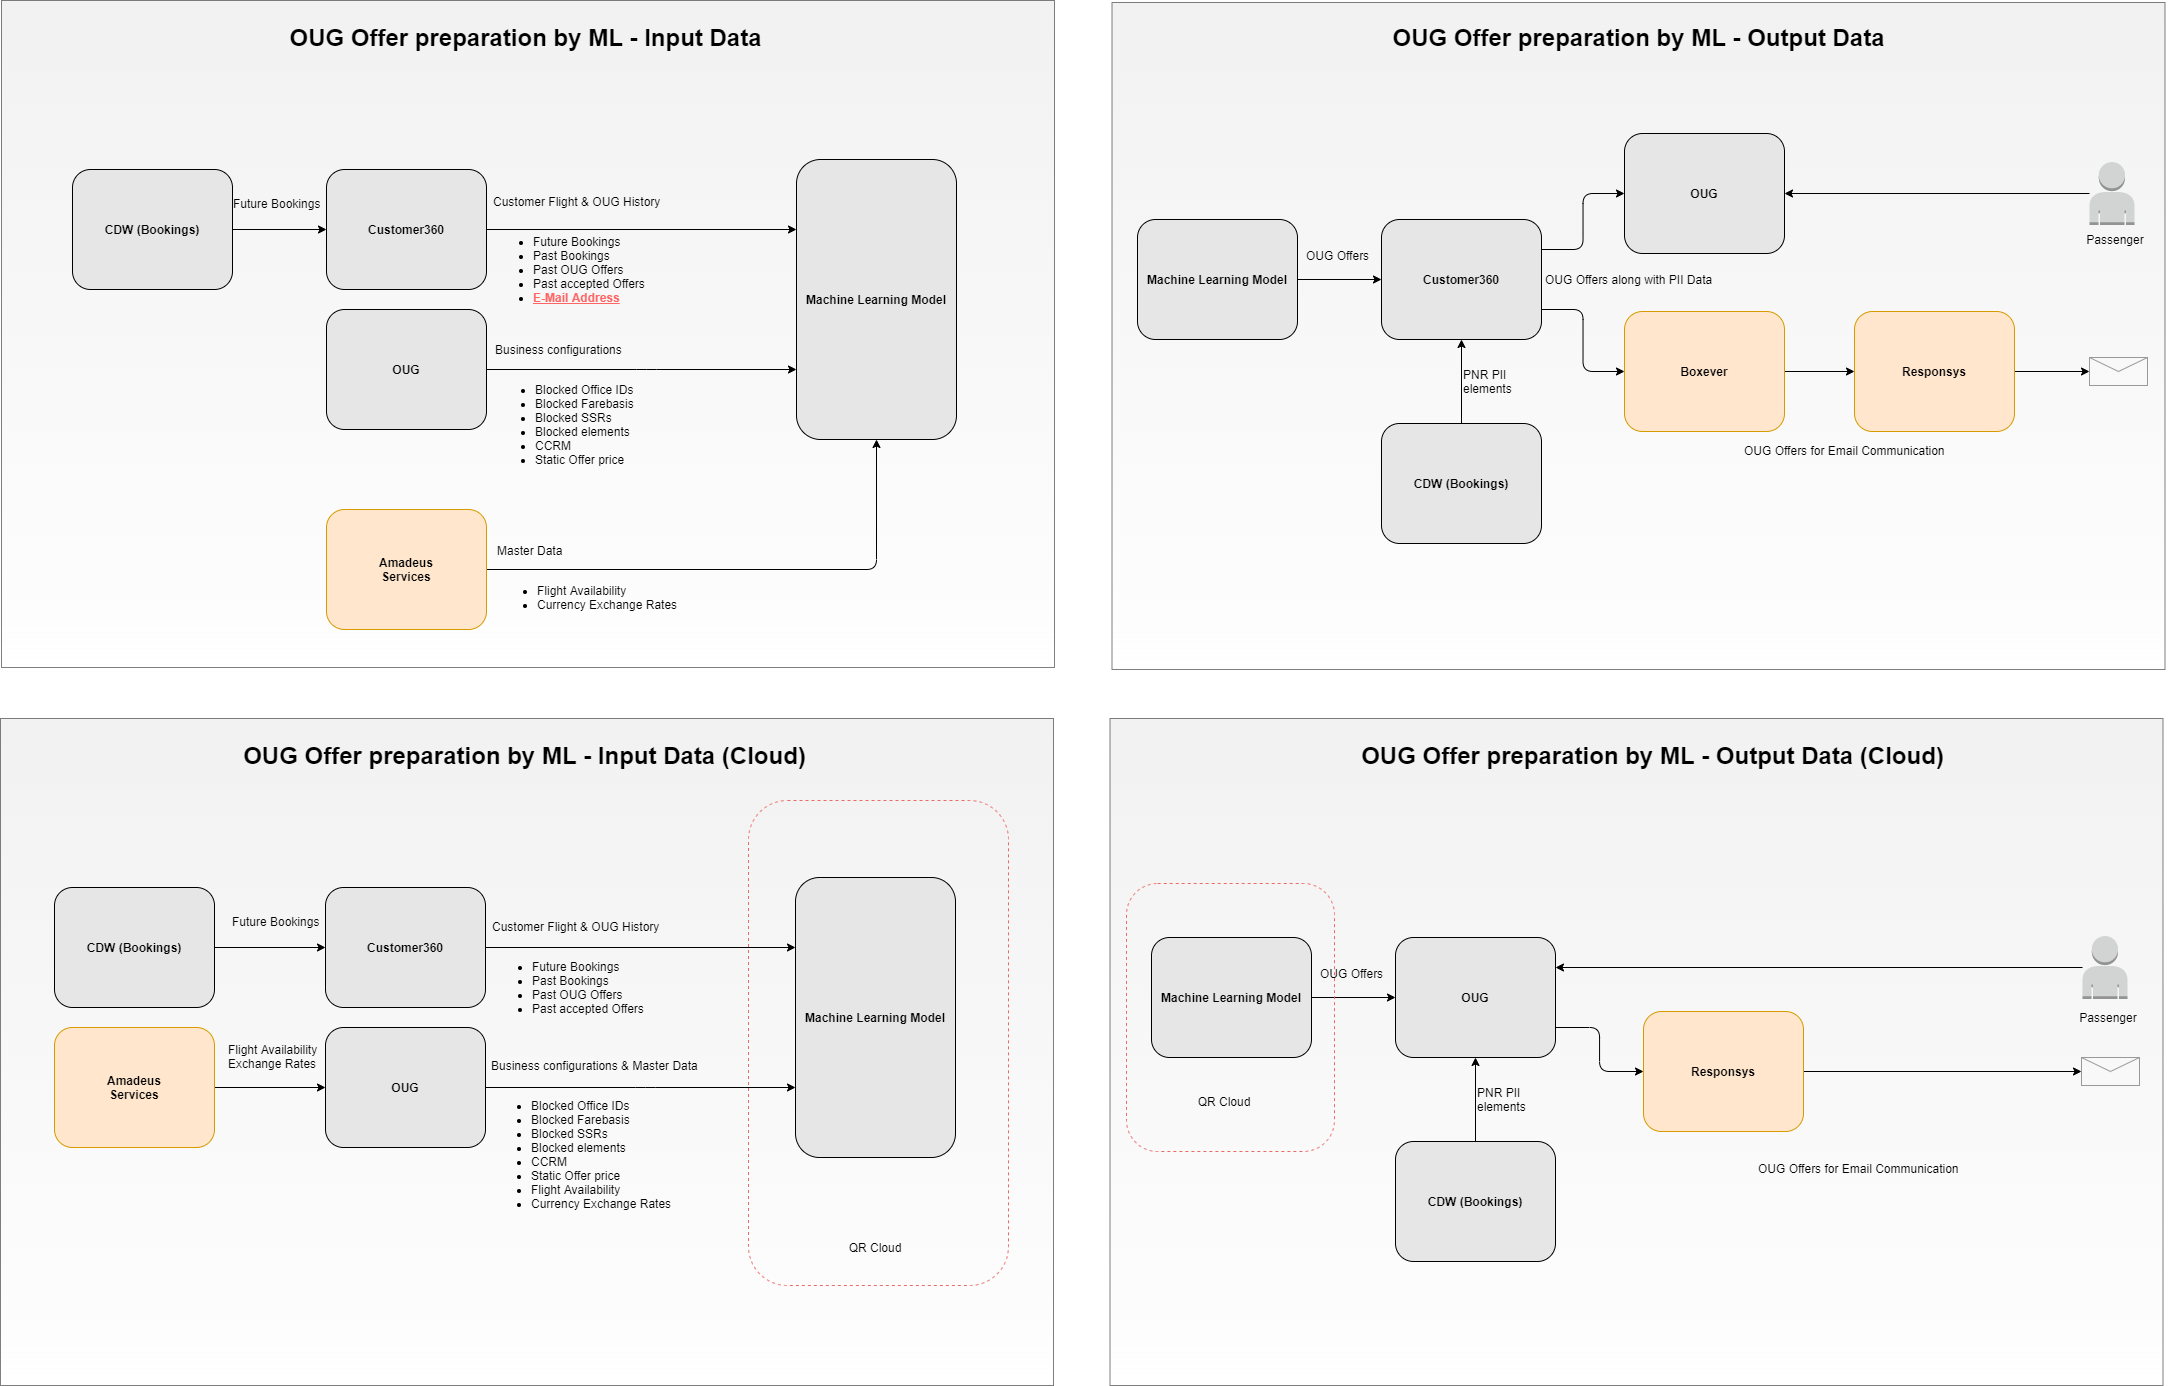 OUG Offer preparation by ML - Input Data
CDW (Bookings)
Future Bookings
Customer360
Customer Flight & OUG History
Future Bookings
Past Bookings
Past OUG Offers
Past accepted Offers
E-Mail Address
Machine Learning Model
OUG
Business configurations
Blocked Office IDs
Blocked Farebasis
Blocked SSRs
Blocked elements
CCRM
Static Offer price
Amadeus
Services
Master Data
Flight Availability
Currency Exchange Rates
OUG Offer preparation by ML - Output Data
Machine Learning Model
OUG Offers
Customer360
OUG
Passenger
OUG Offers along with PII Data
Boxever
Responsys
OUG Offers for Email Communication
PNR PII
elements
CDW (Bookings)
OUG Offer preparation by ML - Input Data (Cloud)
CDW (Bookings)
Future Bookings
Customer360
Customer Flight & OUG History
Future Bookings
Past Bookings
Past OUG Offers
Past accepted Offers
Machine Learning Model
Amadeus
Services
Flight Availability
Exchange Rates
OUG
Business configurations & Master Data
Blocked Office IDs
Blocked Farebasis
Blocked SSRs
Blocked elements
CCRM
Static Offer price
Flight Availability
Currency Exchange Rates
QR Cloud
OUG Offer preparation by ML - Output Data (Cloud)
Machine Learning Model
QR Cloud
OUG Offers
OUG
Passenger
Responsys
OUG Offers for Email Communication
PNR PII
elements
CDW (Bookings)